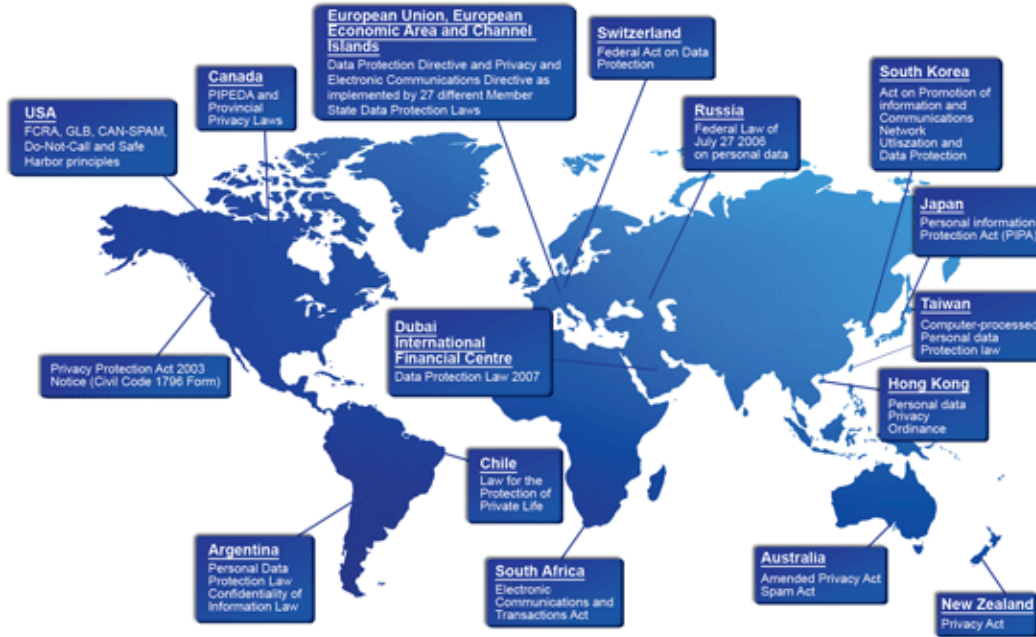 European Union, European
Economic Area and Channel
Islands
Data Protection Directive and Privacy and
Electronic Communications Directive as
implemented by 27 different Member
State Data Protection Laws
Switzerland
Federal Act on Data
Protection
Canada
PIPEDA and
Provincial
Privacy Laws
South Korea
Act on Promotion of
information and
Communications
Network
Utliszation and
Data Protection
USA
FCRA, GLB, CAN-SPAM,
Do-Not-Call and Safe
Harbor principles
Russia
Federal Law of
July 27 2006
on personal data
Japan
Personal information
Protection Act (PIPA)
Taiwan
Computer-processed
Personal data
Protection law
Dubai
International
Financial Centre
Data Protection Law 2007
Privacy Protection Act 2003
Notice (Civil Code 1796 Form)
Hong Kong
Personal data
Privacy
Ordinance
Chile
Law for the
Protection of
Private Life
Argentina
Personal Data
Protection Law
Confidentiality of
Information Law
South Africa
Electronic
Communications and
Transactions Act
Australia
Amended Privacy Act
Spam Act
New Zealand
Privacy Act